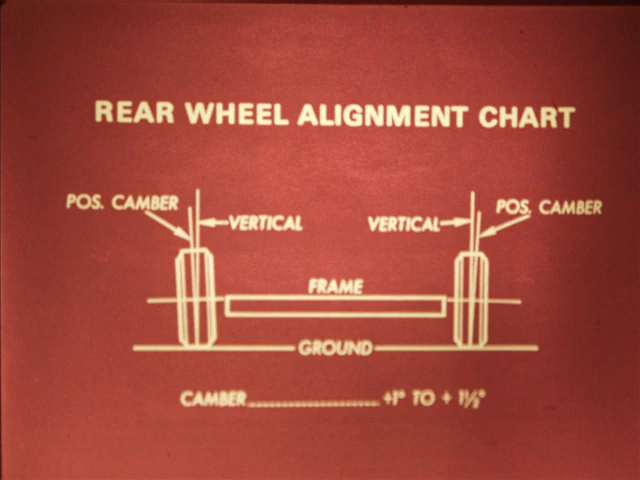 REAR WHEEL ALIGNMENT CHART
POS. CAMBER
VERTICAL
VERTICAL
POS. CAMBER
FRAME
GROUND
CAMBER.............................+1° TO + 1½°